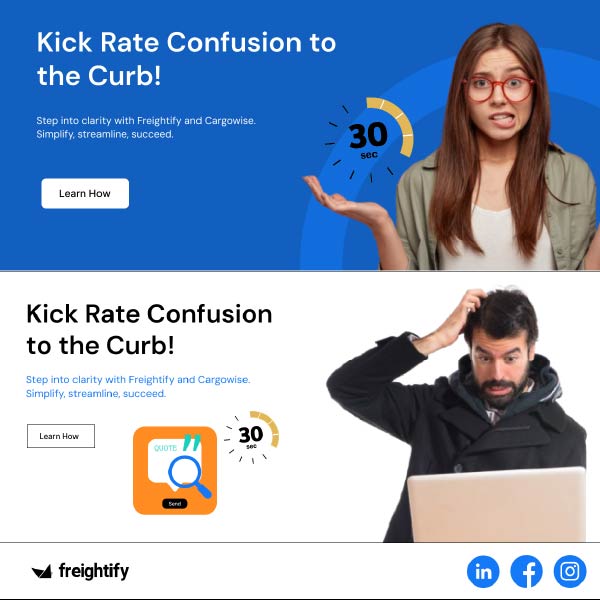 Kick Rate Confusion to
the Curb!
Step into clarity with Freightify and Cargowise.
Simplify, streamline, succeed.
30
sec
Learn How
Kick Rate Confusion
to the Curb!
Step into clarity with Freightify and Cargowise.
Simplify, streamline, succeed.
Learn How
30
sec
QUOTE
Send
freightify
in